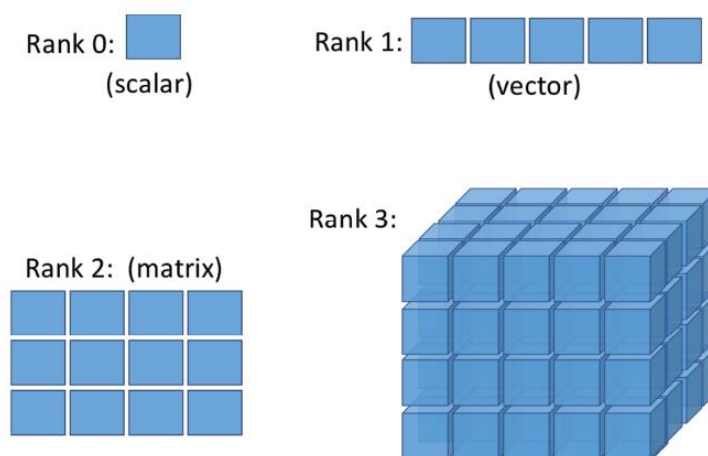 Rank 0:
(scalar)
Rank 1:
(vector)
Rank 2: (matrix)
Rank 3: